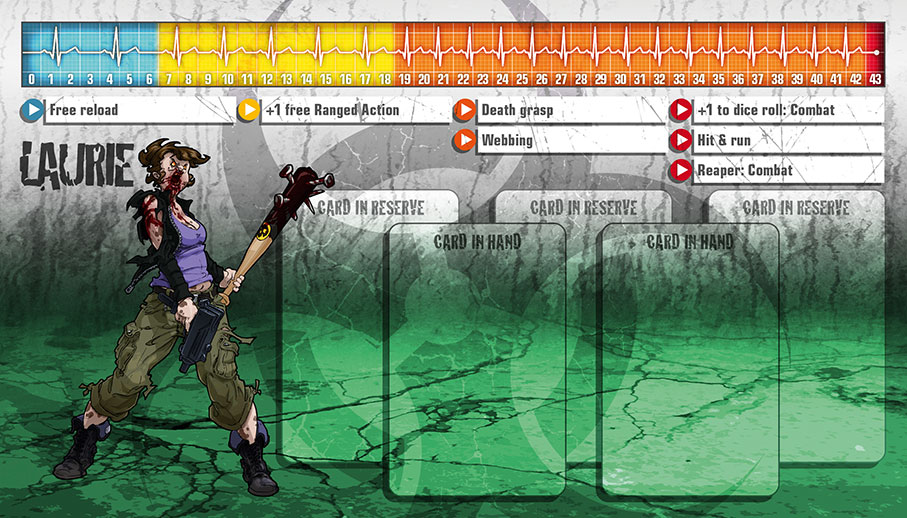 0 1 2 3 4 5 6 7 8 9 10 11 12 13 14 15 16 17 18 19 20 21 22 23 24 25 26 27 28 29 30 31 32 33 34 35 36 37 38 39 40 41 42 43
Free reload
+1 free Ranged Action
Death grasp
+1 to dice roll: Combat
Webbing
Hit & run
Reaper: Combat
LAURIE
CARD IN RESERVE
CARD IN RESERVE
CARD IN RESERVE
CARD IN HAND
CARD IN HAND